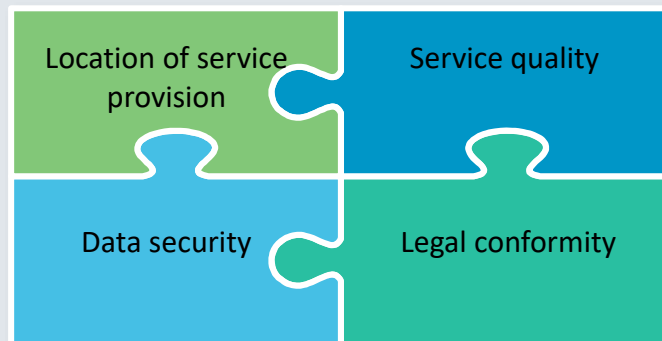 Location of service
provision
Service quality
Data security
Legal conformity